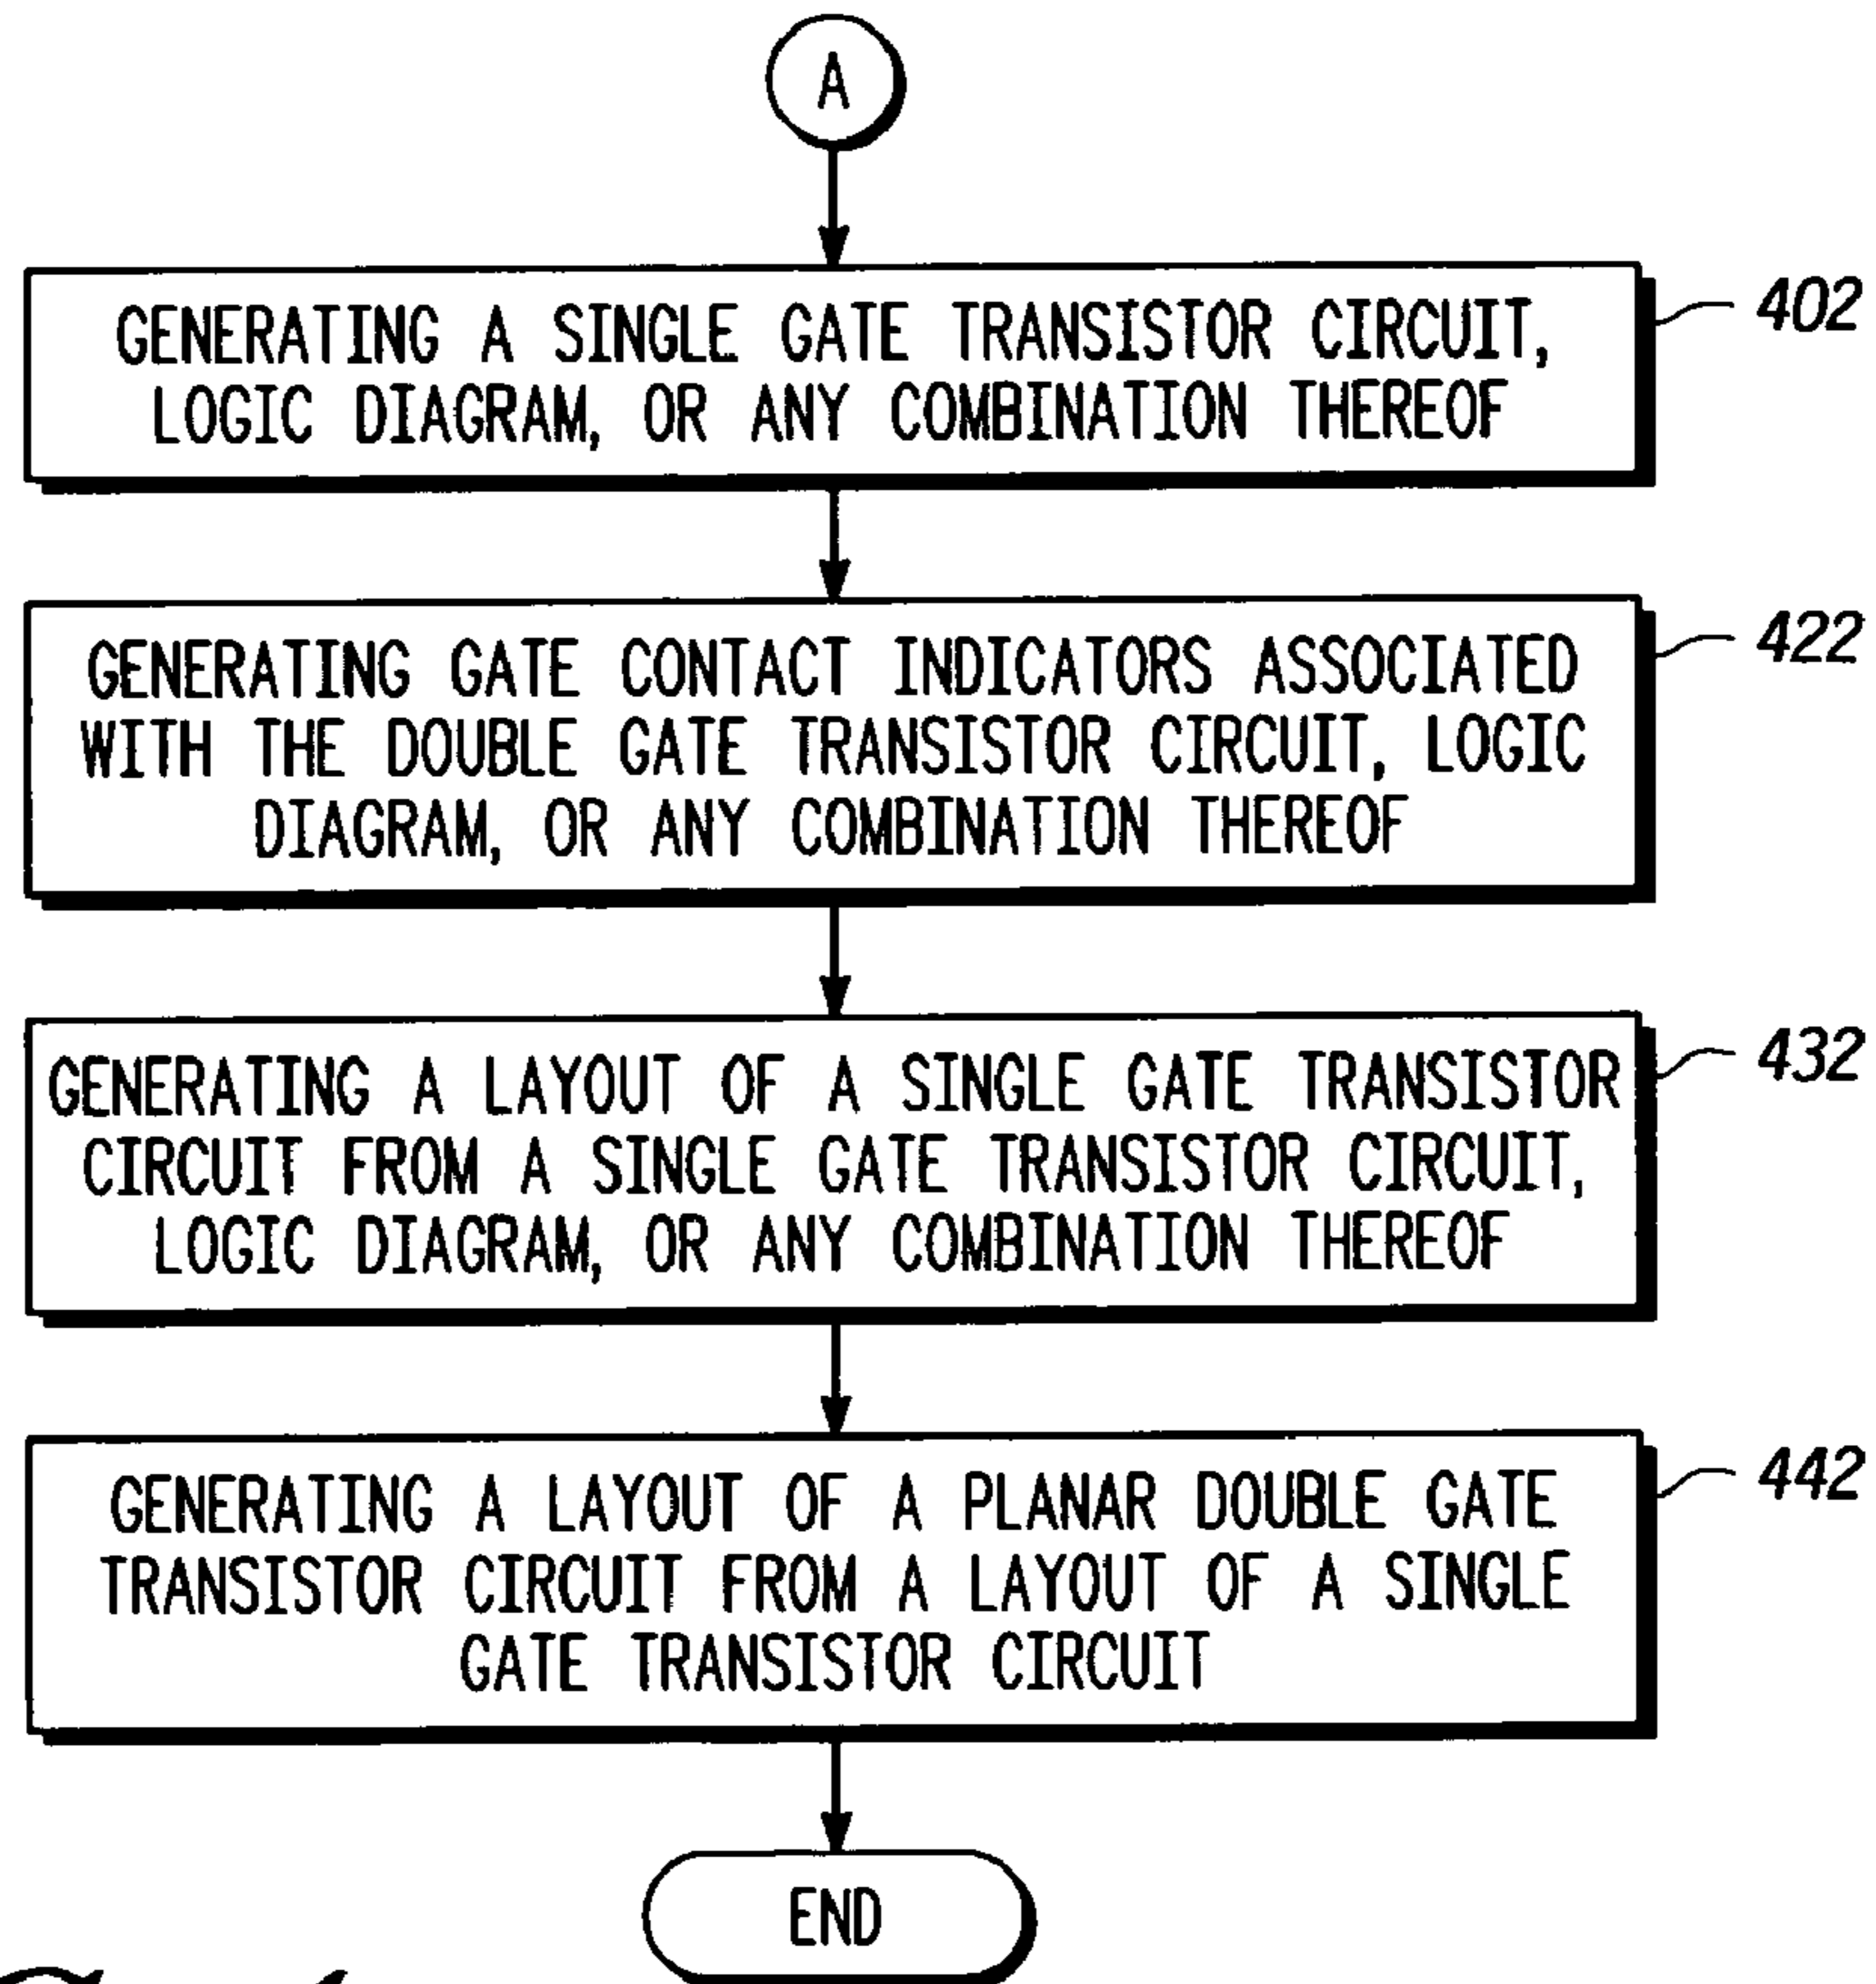 A
GENERATING A SINGLE GATE TRANSISTOR CIRCUIT,
LOGIC DIAGRAM, OR ANY COMBINATION THEREOF
402
GENERATING GATE CONTACT INDICATORS ASSOCIATED
WITH THE DOUBLE GATE TRANSISTOR CIRCUIT, LOGIC
DIAGRAM, OR ANY COMBINATION THEREOF
422
GENERATING A LAYOUT OF A SINGLE GATE TRANSISTOR
CIRCUIT FROM A SINGLE GATE TRANSISTOR CIRCUIT,
LOGIC DIAGRAM, OR ANY COMBINATION THEREOF
432
GENERATING A LAYOUT OF A PLANAR DOUBLE GATE
TRANSISTOR CIRCUIT FROM A LAYOUT OF A SINGLE
GATE TRANSISTOR CIRCUIT
442
END